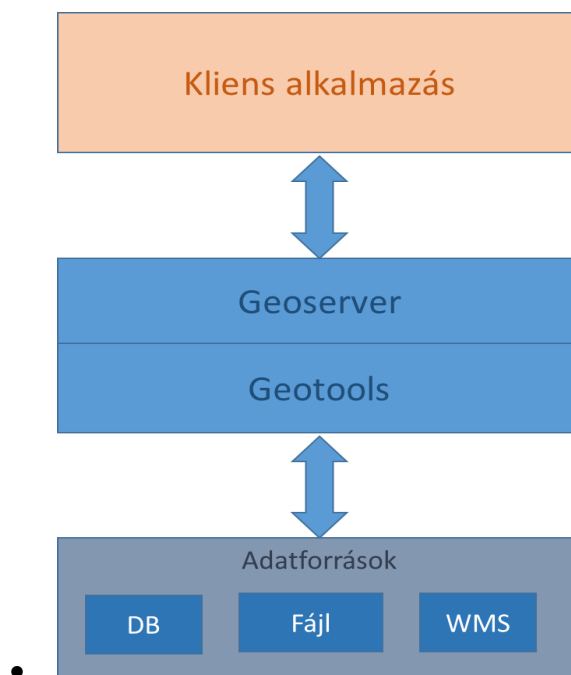 Kliens alkalmazás
Geoserver
Geotools
Adatforrások
DB
Fájl
WMS